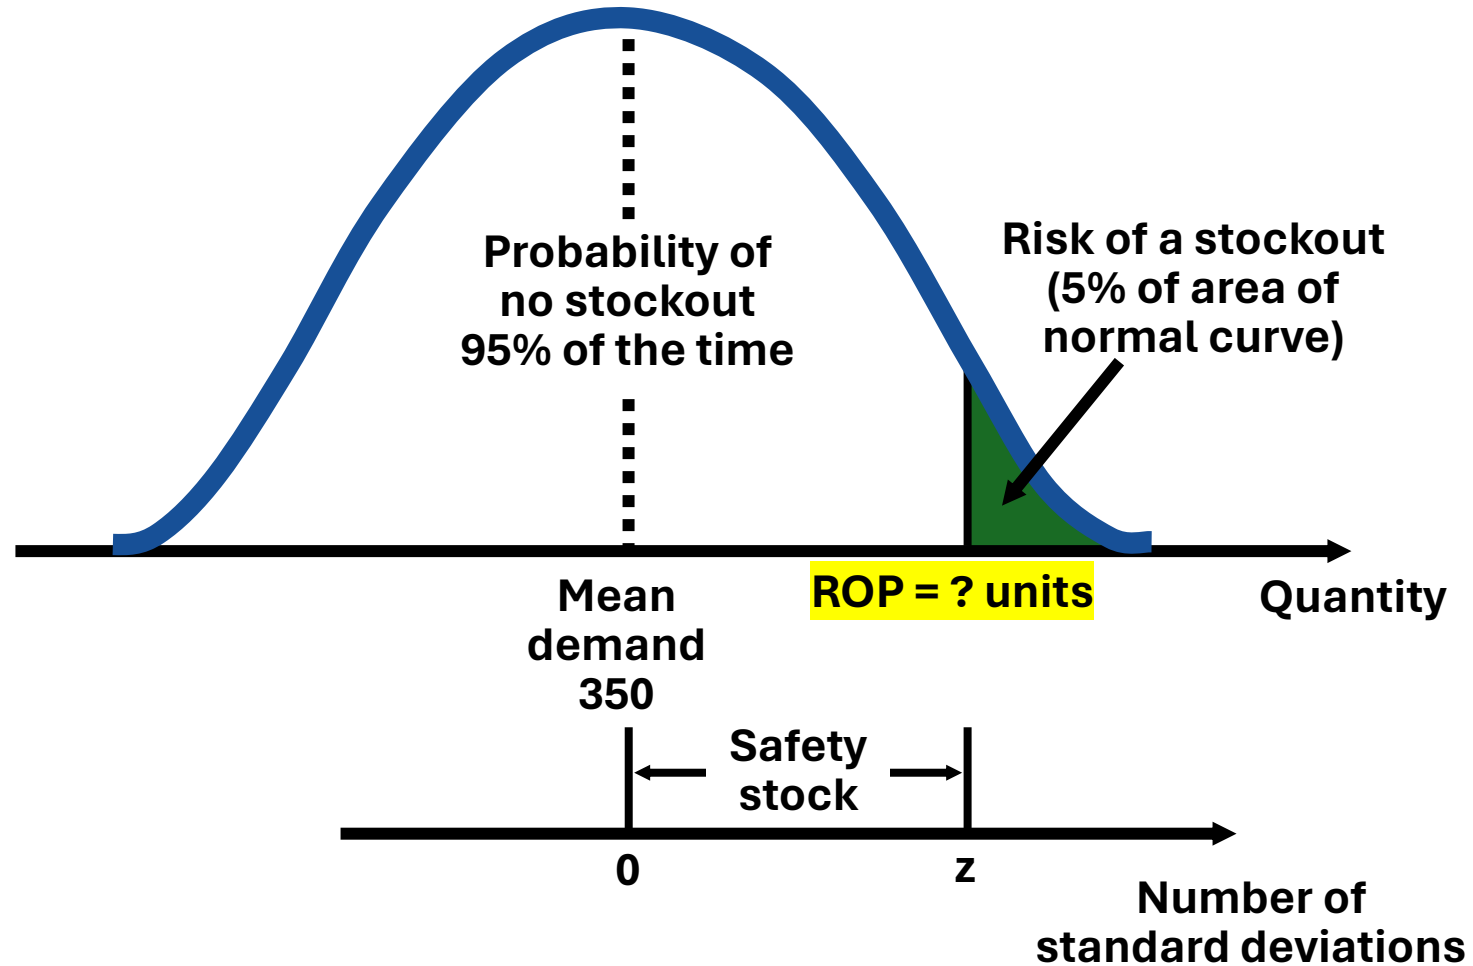 Probability of
no stockout
95% of the time
Risk of a stockout
(5% of area of
normal curve)
Mean
demand
350
ROP = ? units
Quantity
Safety
stock
0
z
Number of
standard deviations